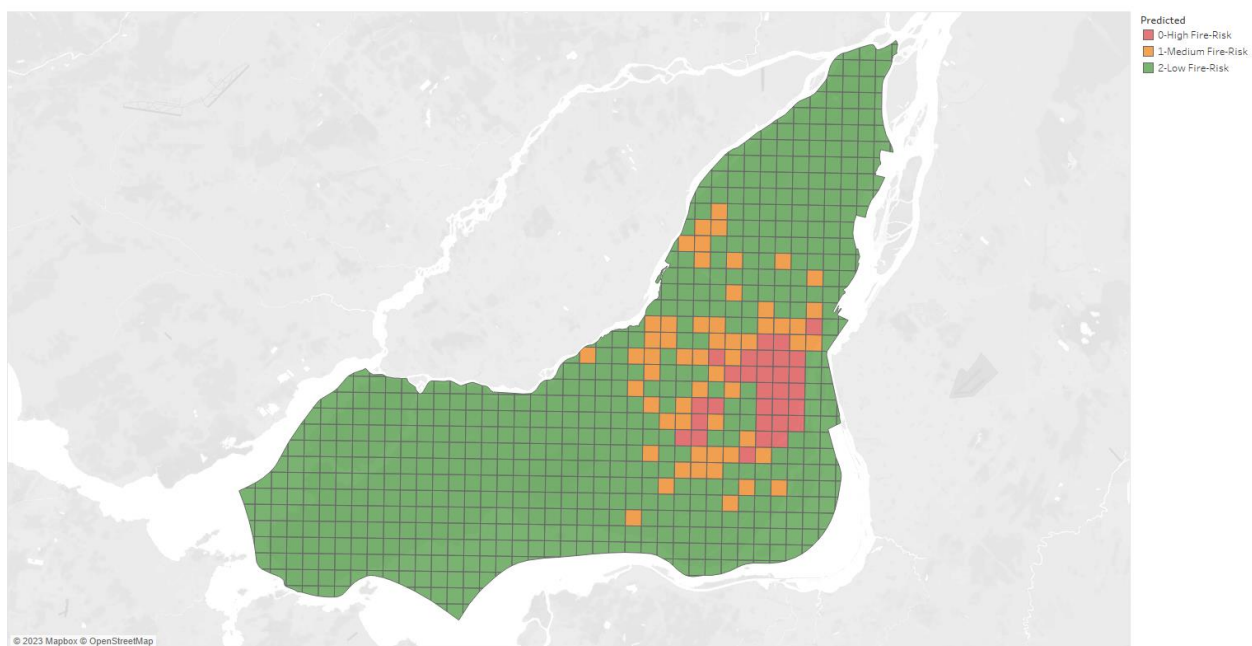 Predicted
0-High Fire-Risk
1-Medium Fire-Risk
2-Low Fire-Risk
© 2023 Mapbox © OpenStreetMap